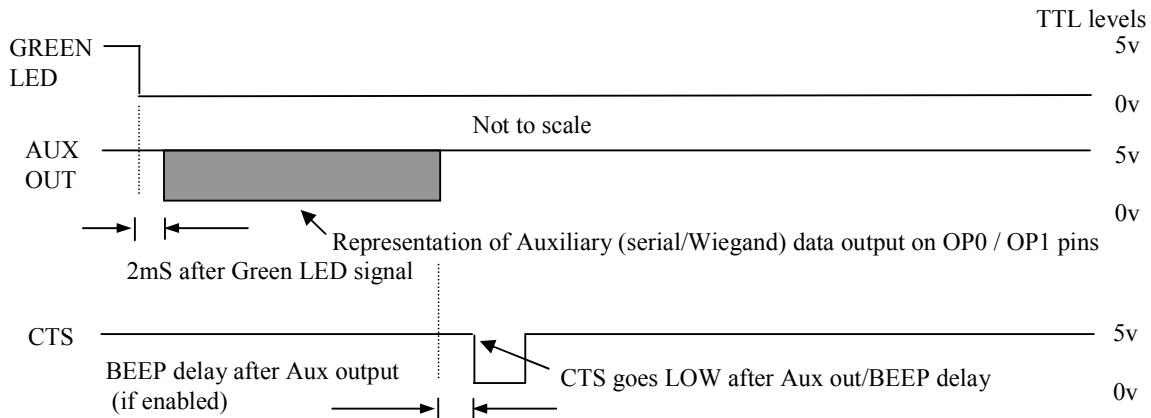 TTL levels
GREEN
LED
5v
0v
Not to scale
AUX
OUT
5v
0v
Representation of Auxiliary (serial/Wiegand) data output on OP0 / OP1 pins
2mS after Green LED signal
CTS
5v
BEEP delay after Aux output
(if enabled)
CTS goes LOW after Aux out/BEEP delay
0v